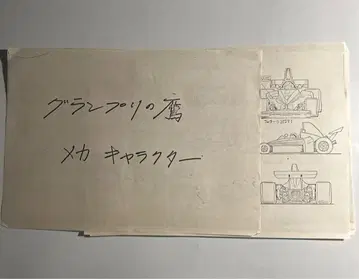 グランプリの鷹
メカ キャラクター